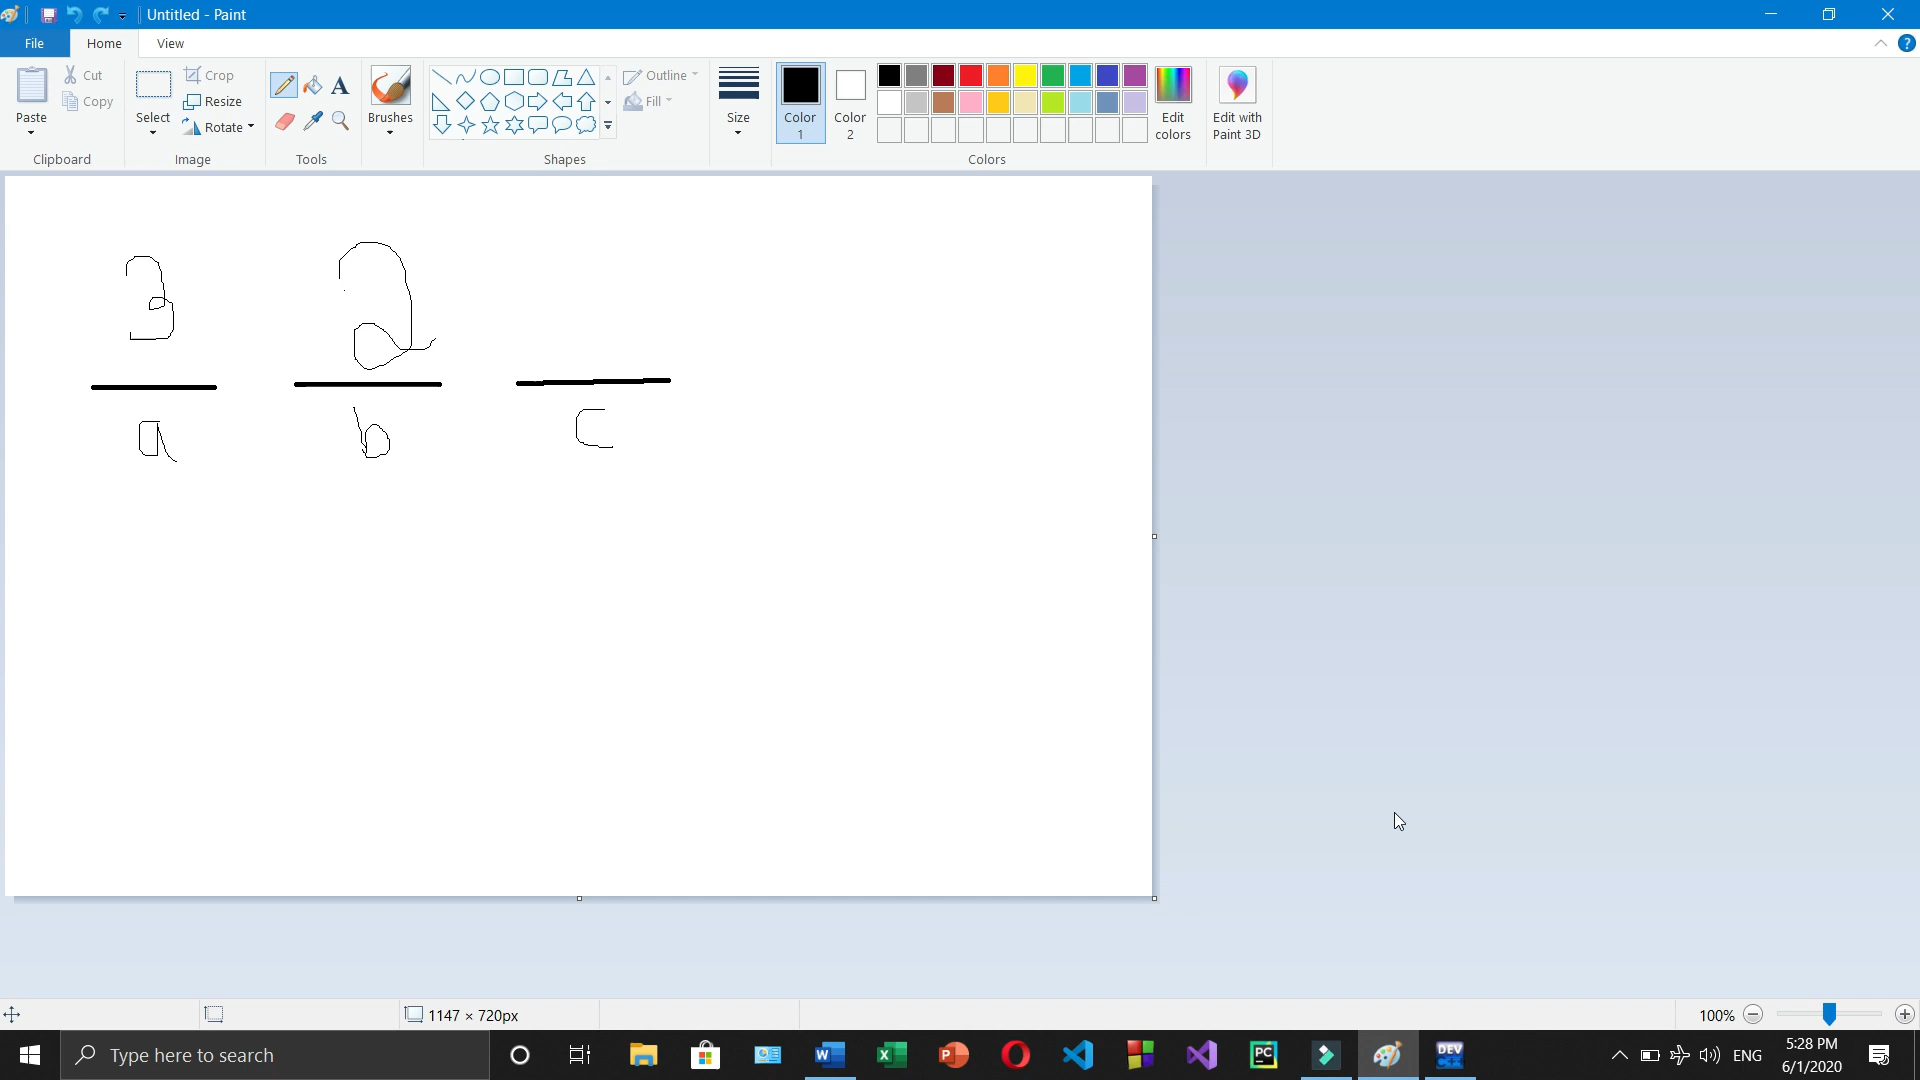 Untitled - Paint
File Home View
Paste
Cut
Copy
Clipboard
Select
Crop
Resize
Rotate
Image
A
Tools
Brushes
Shapes
Outline
Fill
Size
Color 1
Color 2
Colors
Edit colors
Edit with Paint 3D
?
3 2
a b c
1147 × 720px
100%
Type here to search
W X P PC DEV C++
ENG
5:28 PM
6/1/2020